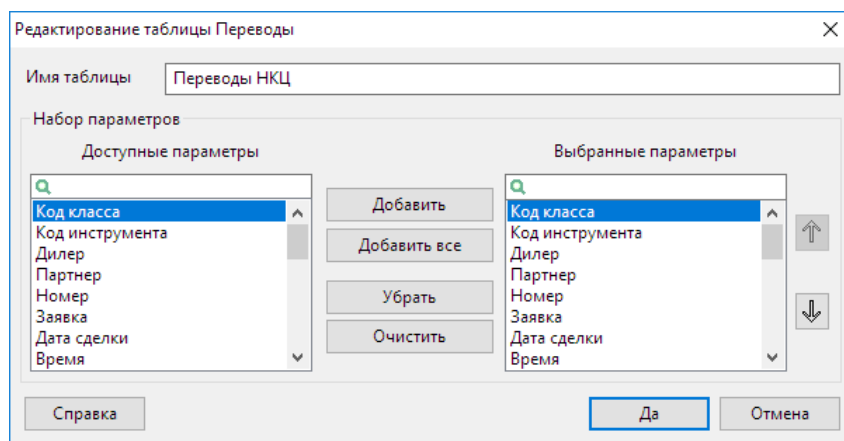 Редактирование таблицы Переводы
Имя таблицы Переводы НКЦ
Набор параметров
Доступные параметры
Код класса
Код инструмента
Дилер
Партнер
Номер
Заявка
Дата сделки
Время
Добавить
Добавить все
Убрать
Очистить
Выбранные параметры
Код класса
Код инструмента
Дилер
Партнер
Номер
Заявка
Дата сделки
Время
Справка Да Отмена